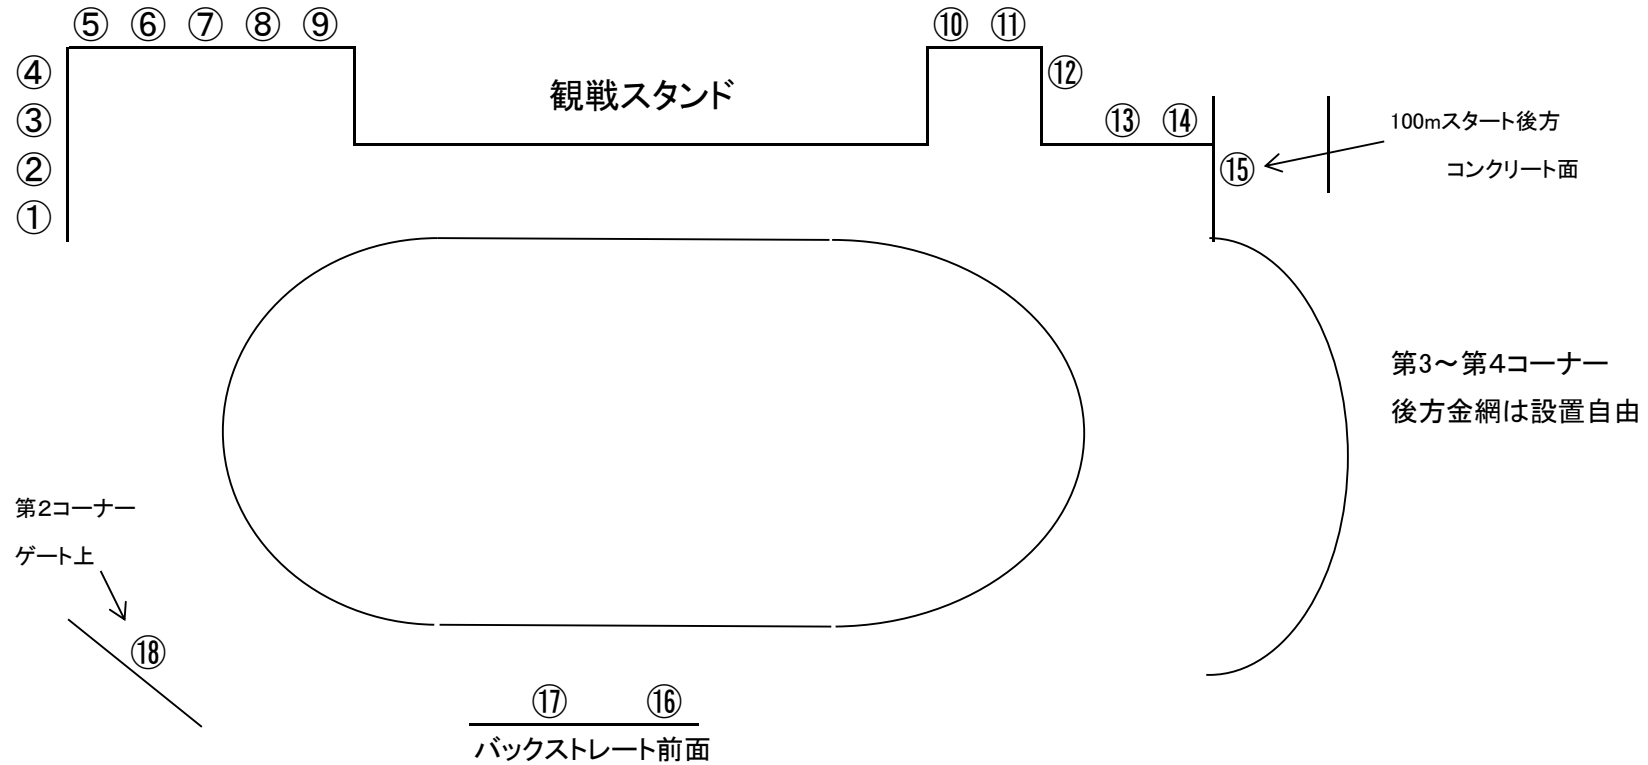 ⑤ ⑥ ⑦ ⑧ ⑨ ⑩ ⑪
④ ⑫
観戦スタンド
③ ⑬ ⑭
100mスタート後方
② ⑮
コンクリート面
①
第3～第4コーナー
後方金網は設置自由
第2コーナー
ゲート上
⑱
⑰ ⑯
バックストレート前面